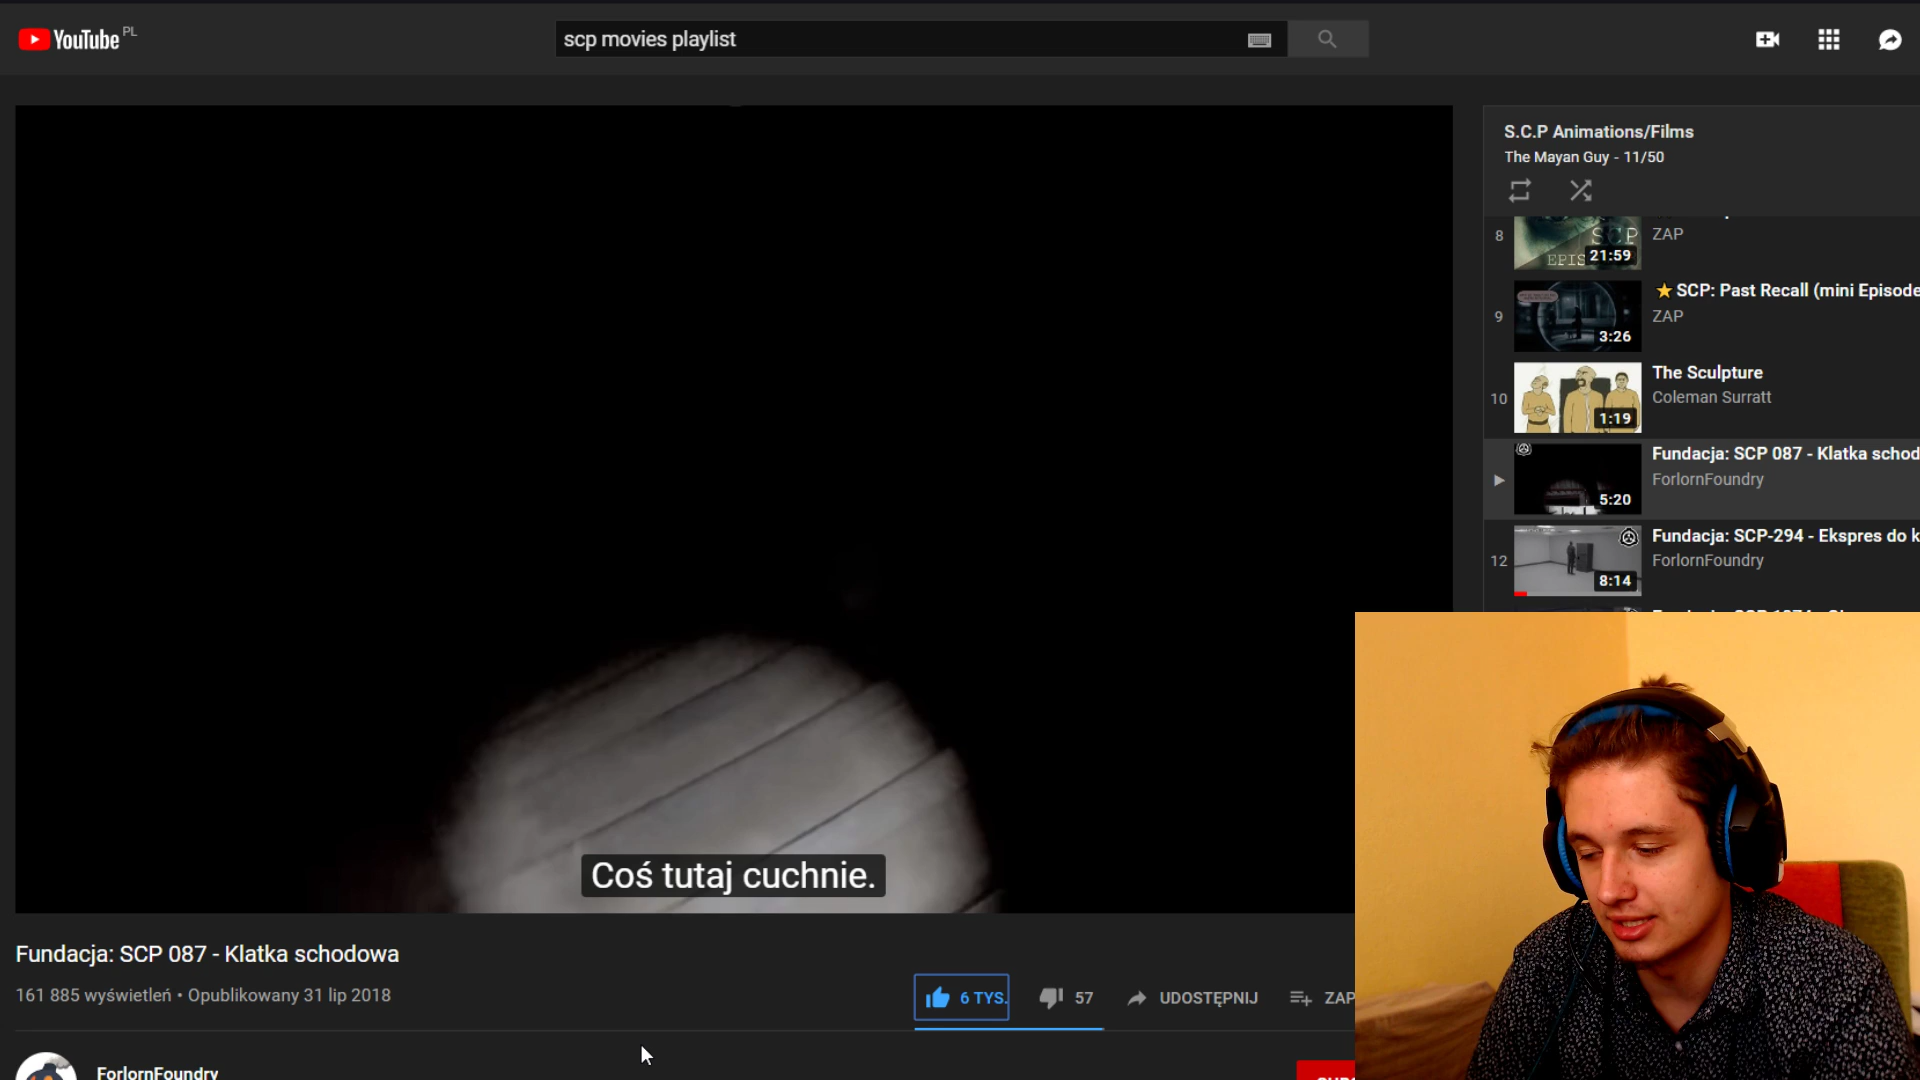 YouTube PL
scp movies playlist
S.C.P Animations/Films
The Mayan Guy - 11/50
8
SCP
EPIS
21:59
ZAP
9
3:26
★ SCP: Past Recall (mini Episode
ZAP
10
1:19
The Sculpture
Coleman Surratt
5:20
Fundacja: SCP 087 - Klatka schod
ForlornFoundry
12
8:14
Fundacja: SCP-294 - Ekspres do k
ForlornFoundry
Coś tutaj cuchnie.
Fundacja: SCP 087 - Klatka schodowa
161 885 wyświetleń • Opublikowany 31 lip 2018
6 TYS.
57
UDOSTĘPNIJ
ZAP
ForlornFoundry